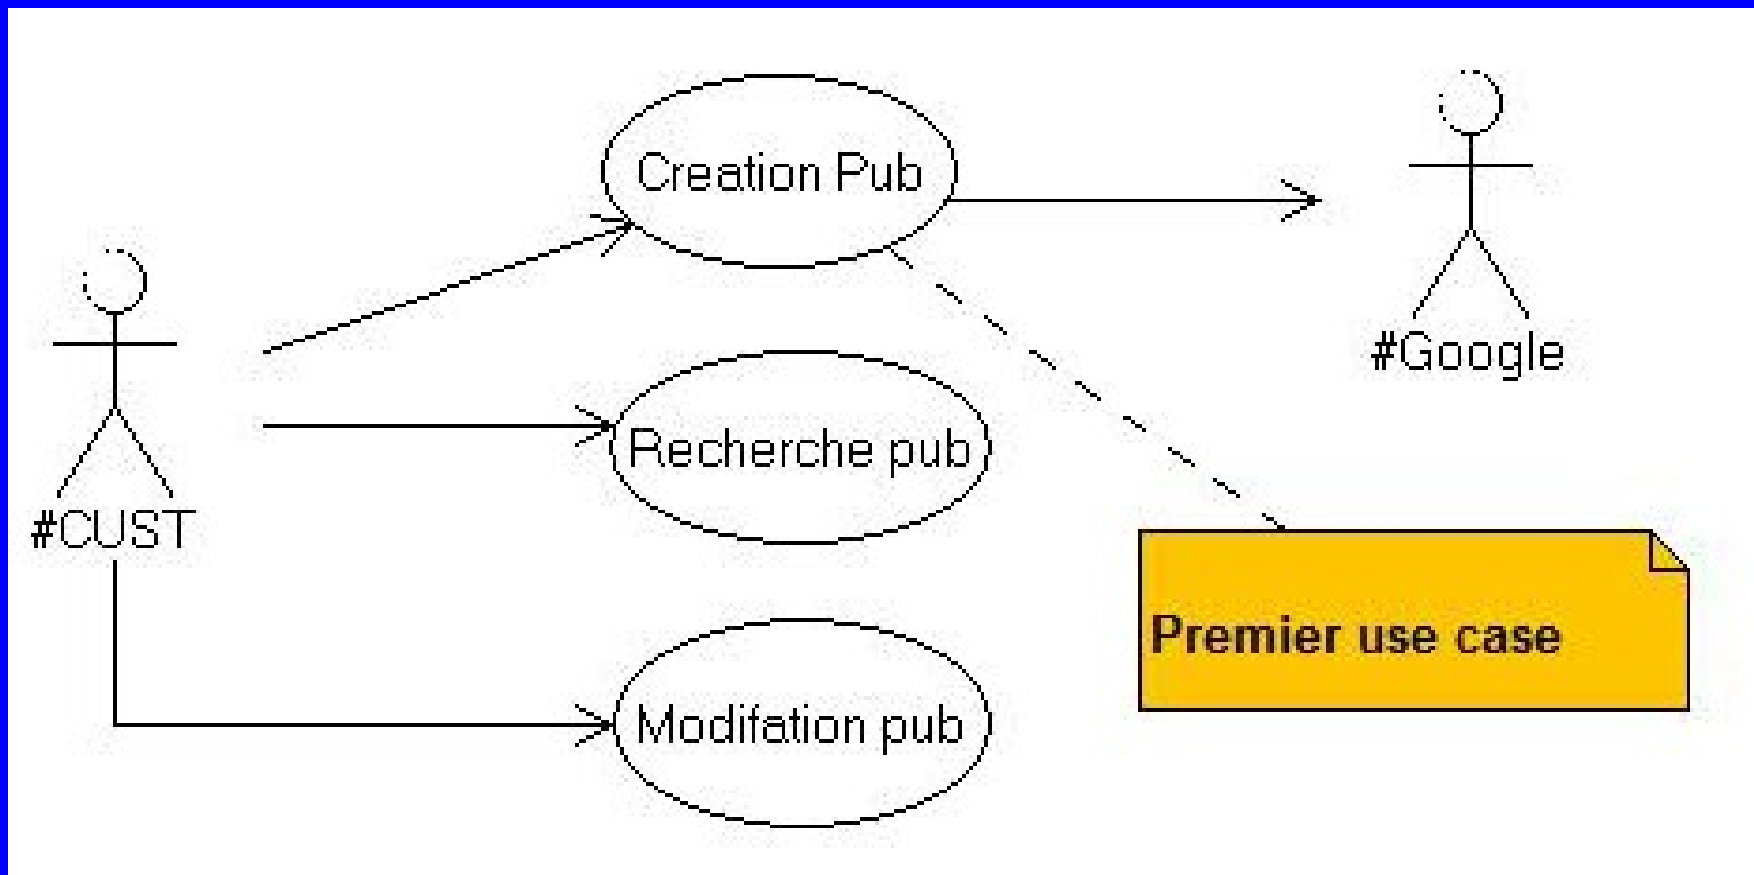 Creation Pub
#Google
Recherche pub
#CUST
Premier use case
Modifation pub